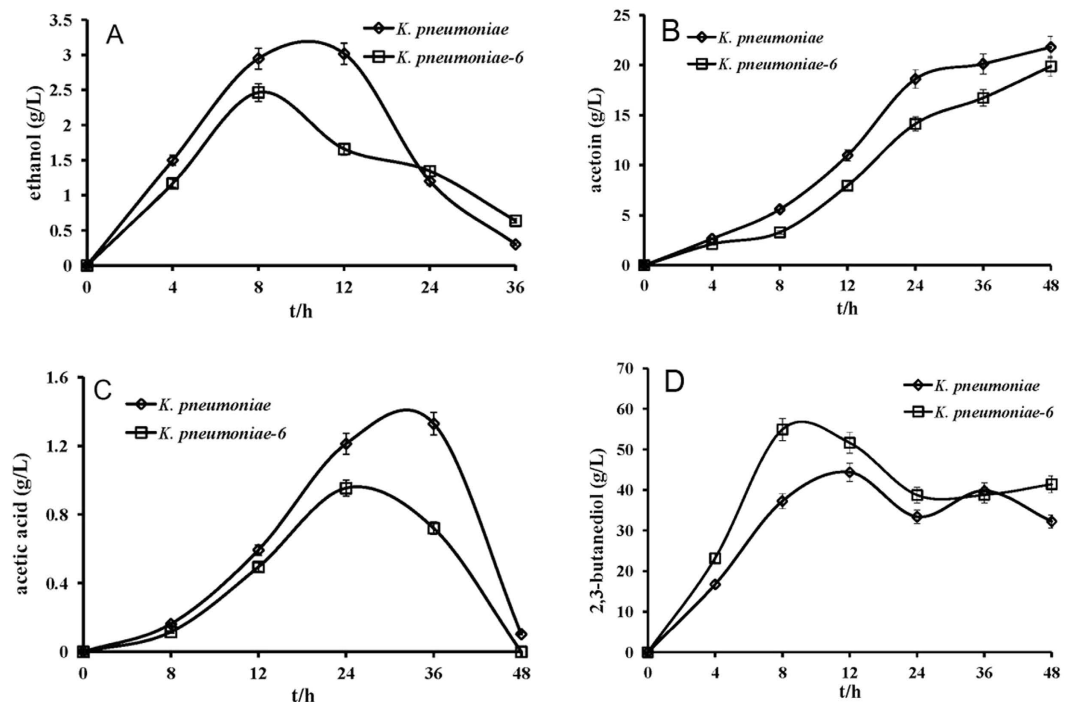 A
ethanol (g/L)
3.5
3
2.5
2
1.5
1
0.5
0
K. pneumoniae
K. pneumoniae-6
0 4 8 12 24 36
t/h
B
acetoin (g/L)
25
20
15
10
5
0
K. pneumoniae
K. pneumoniae-6
0 4 8 12 24 36 48
t/h
C
acetic acid (g/L)
1.6
1.2
0.8
0.4
0
K. pneumoniae
K. pneumoniae-6
0 8 12 24 36 48
t/h
D
2,3-butanediol (g/L)
70
60
50
40
30
20
10
0
K. pneumoniae
K. pneumoniae-6
0 4 8 12 24 36 48
t/h